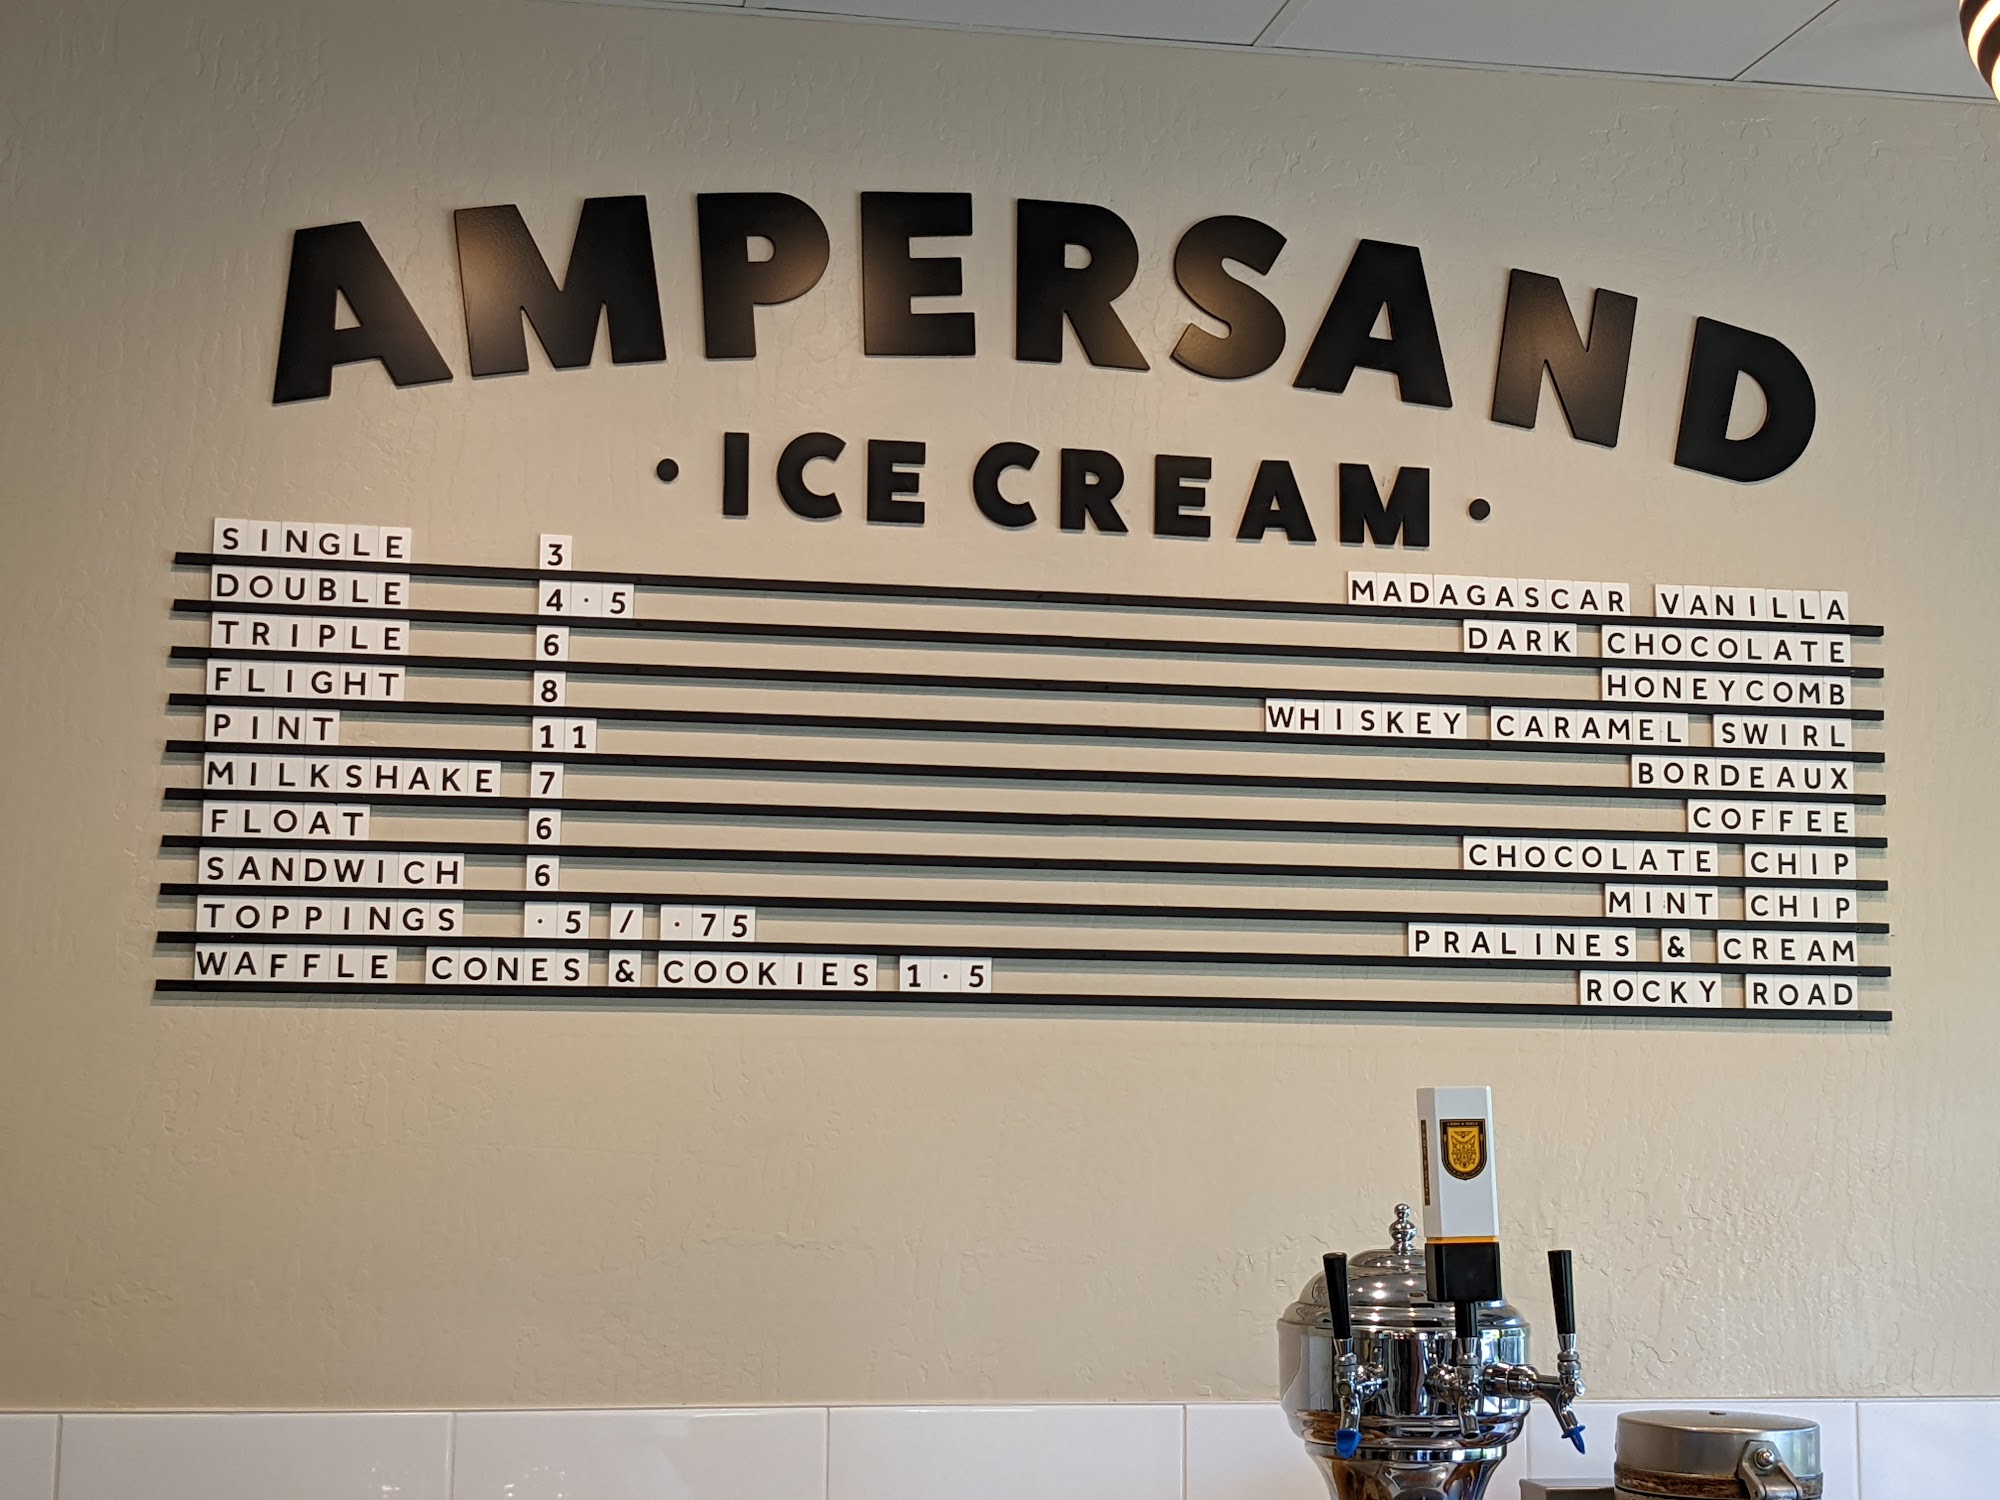 AMPERSAND
· ICE CREAM ·
SINGLE 3
DOUBLE 4·5
TRIPLE 6
FLIGHT 8
PINT 11
MILKSHAKE 7
FLOAT 6
SANDWICH 6
TOPPINGS ·5 / ·75
WAFFLE CONES & COOKIES 1·5
MADAGASCAR VANILLA
DARK CHOCOLATE
HONEYCOMB
WHISKEY CARAMEL SWIRL
BORDEAUX
COFFEE
CHOCOLATE CHIP
MINT CHIP
PRALINES & CREAM
ROCKY ROAD